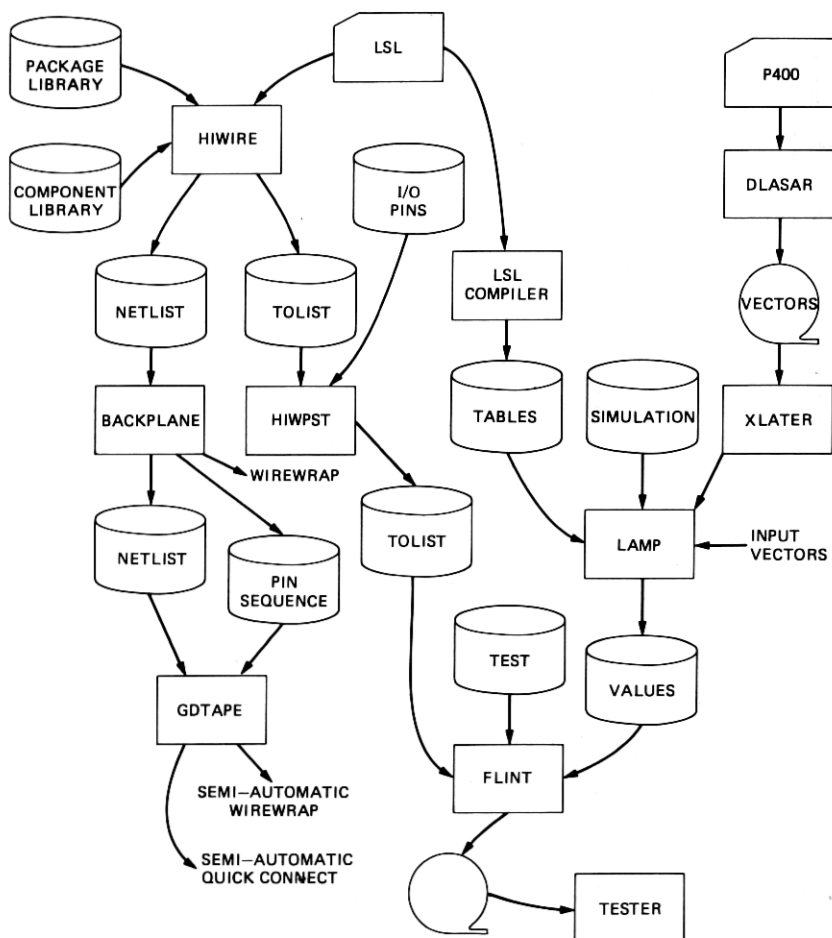 PACKAGE
LIBRARY
LSL
P400
HIWIRE
COMPONENT
LIBRARY
I/O
PINS
DLASAR
NETLIST
TOLIST
LSL
COMPILER
VECTORS
BACKPLANE
HIWPST
TABLES
SIMULATION
XLATER
WIREWRAP
NETLIST
PIN
SEQUENCE
TOLIST
LAMP
INPUT
VECTORS
TEST
VALUES
GDTAPE
FLINT
SEMI-AUTOMATIC
WIREWRAP
SEMI-AUTOMATIC
QUICK CONNECT
TESTER